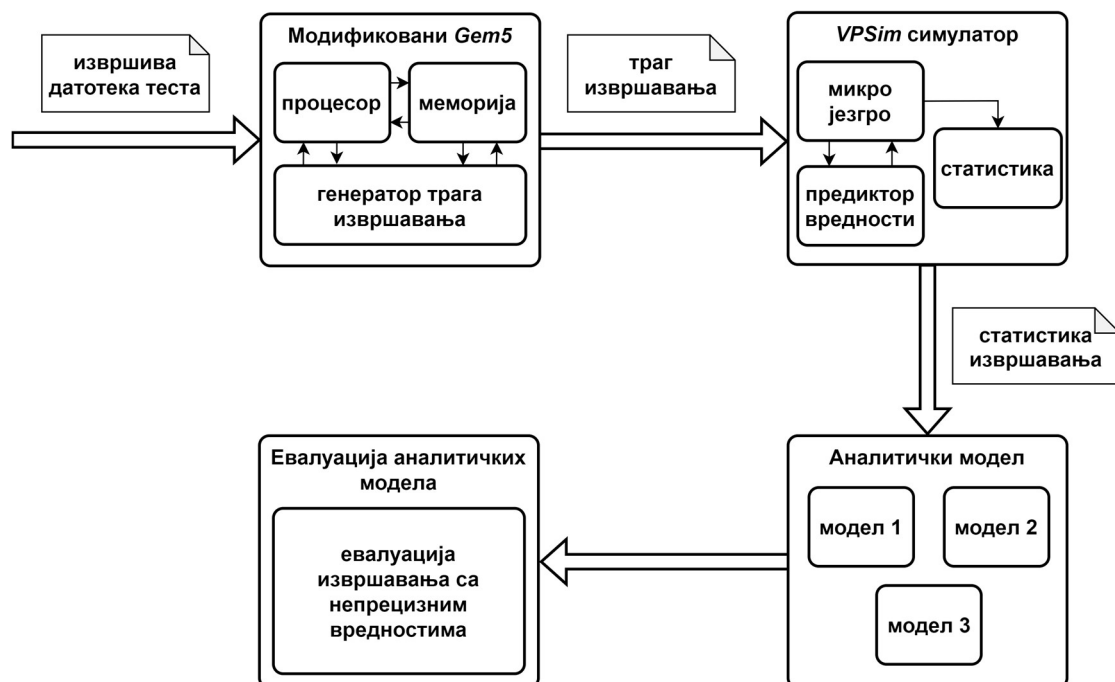 извршива
датотека теста
Модификовани Gem5
процесор
меморија
генератор трага
извршавања
траг
извршавања
VPSim симулатор
микро
језгро
статистика
предиктор
вредности
статистика
извршавања
Аналитички модел
модел 1
модел 2
модел 3
Евалуација аналитичких
модела
евалуација
извршавања са
непрецизним
вредностима